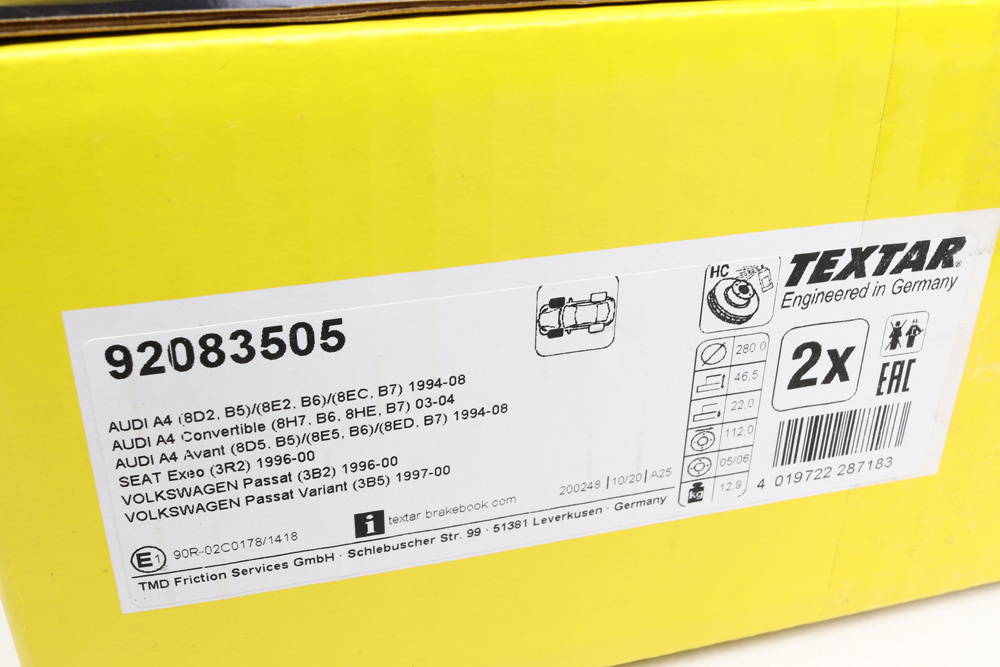 92083505
AUDI A4 (8D2, B5)/(8E2, B6)/(8EC, B7) 1994-08
AUDI A4 Convertible (8H7, B6, 8HE, B7) 03-04
AUDI A4 Avant (8D5, B5)/(8E5, B6)/(8ED, B7) 1994-08
SEAT Exeo (3R2) 1996-00
VOLKSWAGEN Passat (3B2) 1996-00
VOLKSWAGEN Passat Variant (3B5) 1997-00
E1 90R-02C0178/1418
i textar brakebook.com
200248 | 10/20 | A25
TMD Friction Services GmbH · Schlebuscher Str. 99 · 51381 Leverkusen · Germany
HC
280.0
46,5
22.0
112.0
05/06
kg 12.9
TEXTAR®
Engineered in Germany
2x
EAC
4 019722 287183